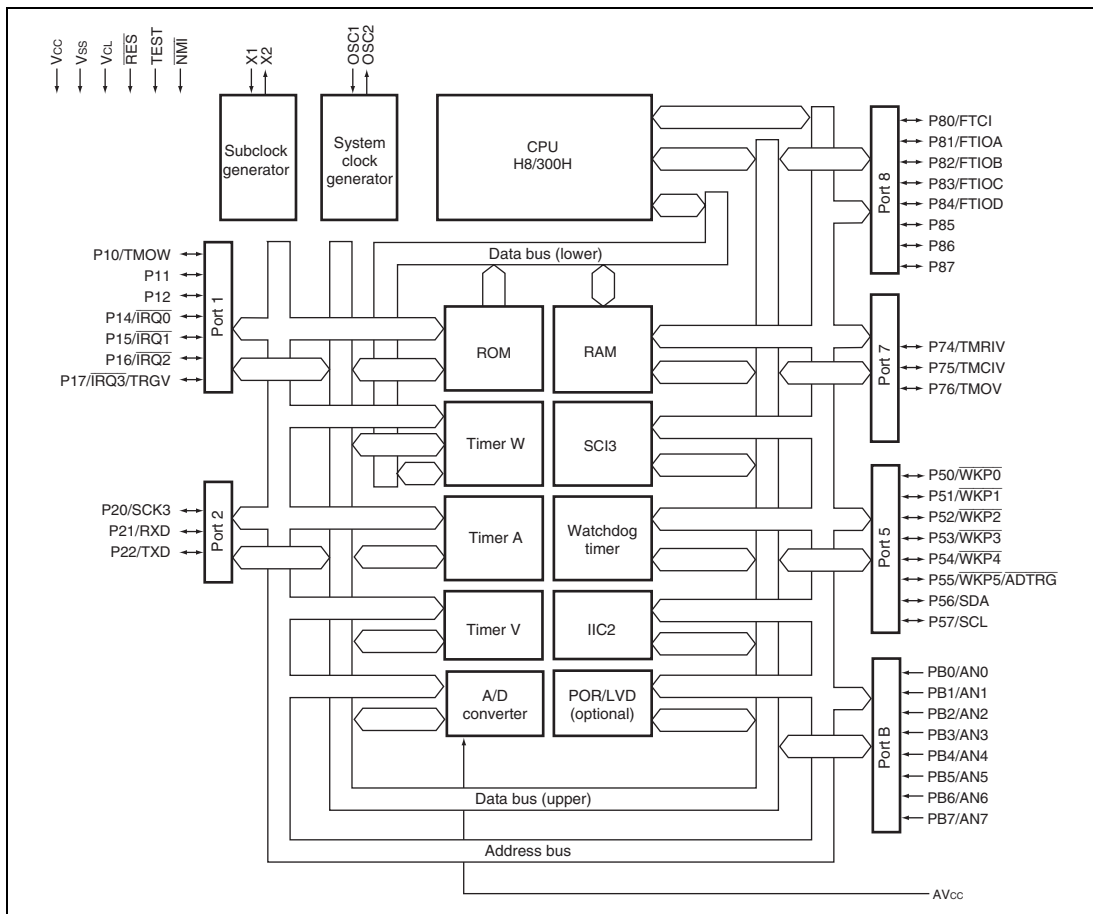 Vcc
Vss
VcL
RES
TEST
NMI
X1
X2
OSC1
OSC2
Subclock
generator
System
clock
generator
CPU
H8/300H
Data bus (lower)
P10/TMOW
P11
P12
P14/IRQ0
P15/IRQ1
P16/IRQ2
P17/IRQ3/TRGV
Port 1
P20/SCK3
P21/RXD
P22/TXD
Port 2
ROM
RAM
Timer W
SCI3
Timer A
Watchdog
timer
Timer V
IIC2
A/D
converter
POR/LVD
(optional)
Data bus (upper)
Address bus
Port 8
P80/FTCI
P81/FTIOA
P82/FTIOB
P83/FTIOC
P84/FTIOD
P85
P86
P87
Port 7
P74/TMRIV
P75/TMCIV
P76/TMOV
Port 5
P50/WKP0
P51/WKP1
P52/WKP2
P53/WKP3
P54/WKP4
P55/WKP5/ADTRG
P56/SDA
P57/SCL
Port B
PB0/AN0
PB1/AN1
PB2/AN2
PB3/AN3
PB4/AN4
PB5/AN5
PB6/AN6
PB7/AN7
AVcc